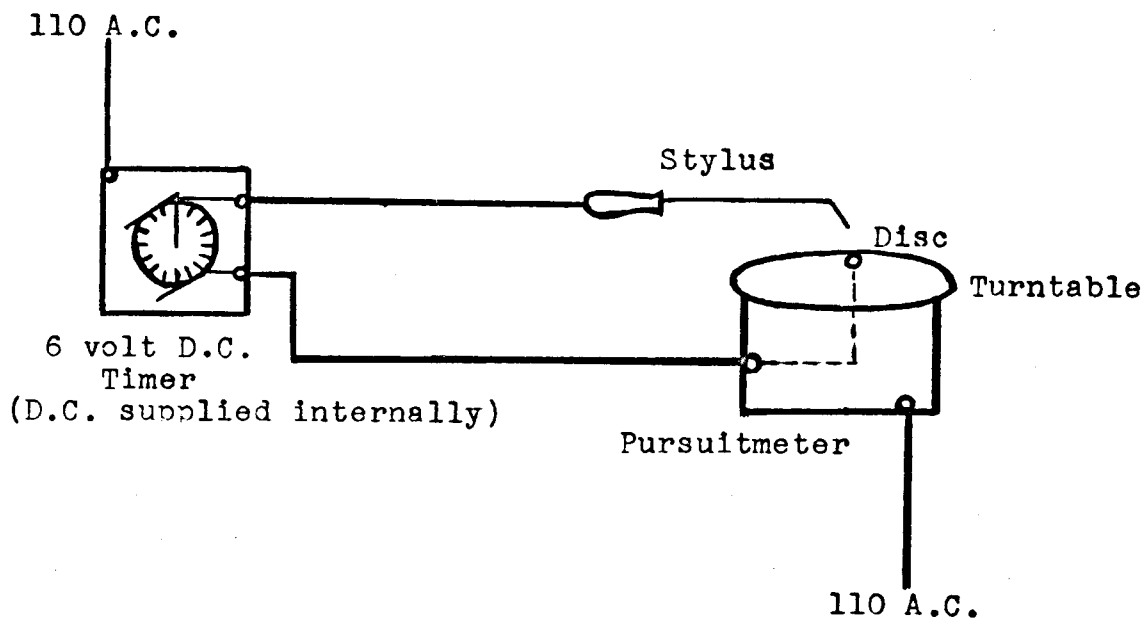 110 A.C.
Stylus
Disc
Turntable
6 volt D.C.
Timer
(D.C. supplied internally)
Pursuitmeter
110 A.C.